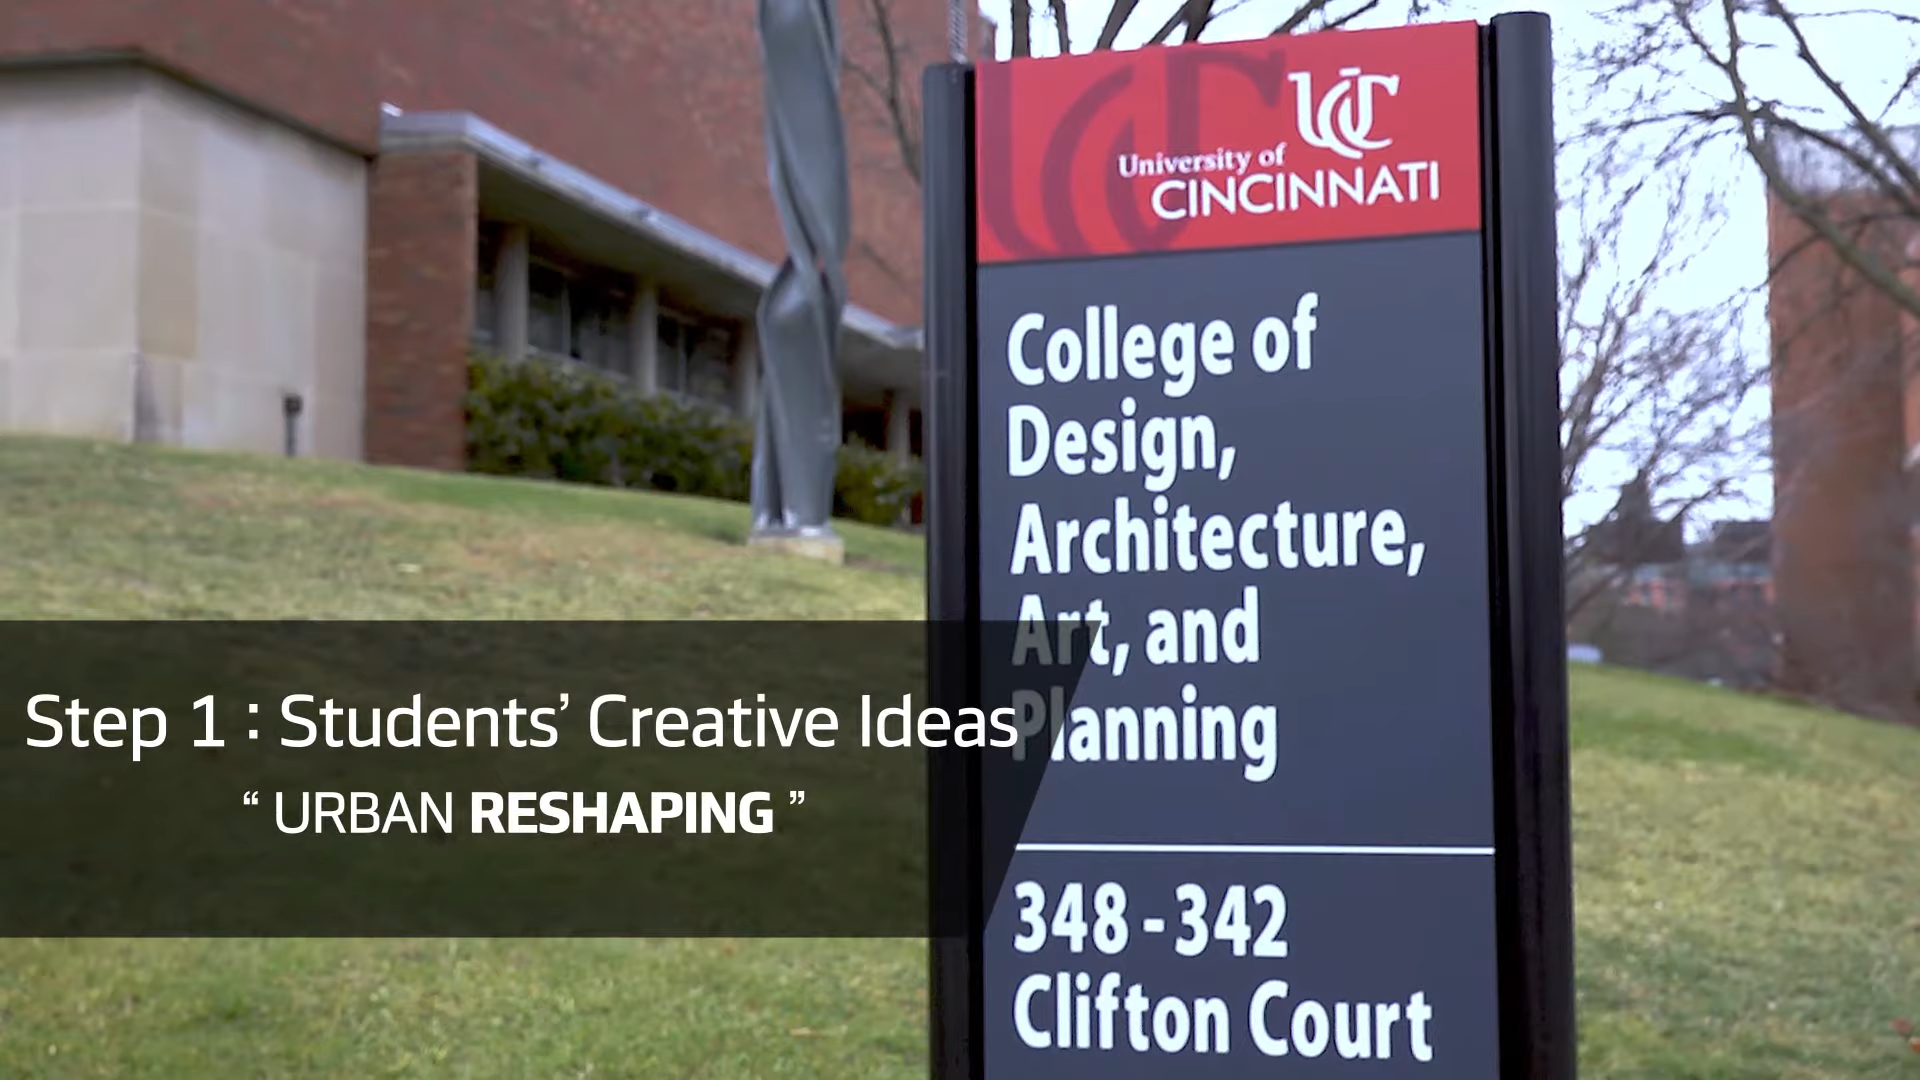 UC
University of
CINCINNATI
College of
Design,
Architecture,
Art, and
Planning
348-342
Clifton Court
Step 1 : Students’ Creative Ideas
“ URBAN RESHAPING ”